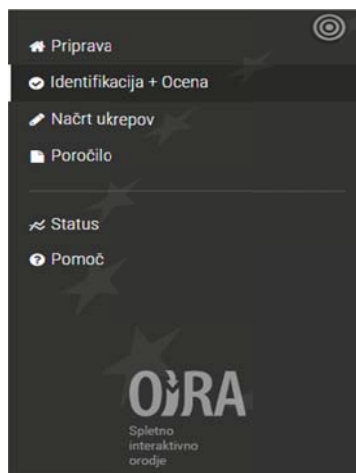 Priprava
Identifikacija + Ocena
Načrt ukrepov
Poročilo
Status
Pomoč
OiRA
Spletno
interaktivno
orodje